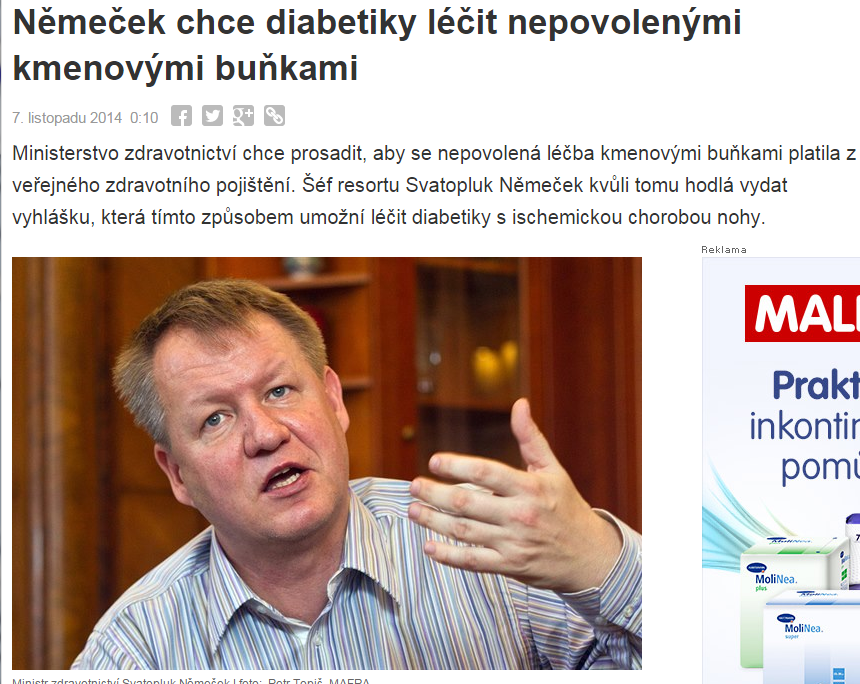 Němeček chce diabetiky léčit nepovolenými
kmenovými buňkami
7. listopadu 2014 0:10
Ministerstvo zdravotnictví chce prosadit, aby se nepovolená léčba kmenovými buňkami platila z
veřejného zdravotního pojištění. Šéf resortu Svatopluk Němeček kvůli tomu hodlá vydat
vyhlášku, která tímto způsobem umožní léčit diabetiky s ischemickou chorobou nohy.
Reklama
MALI
Prakt
inkontin
pomů
MoliNea.
plus
MoliNea.
super
Ministr zdravotnictví Svatopluk Němeček | foto: Petr Topič, MAFRA